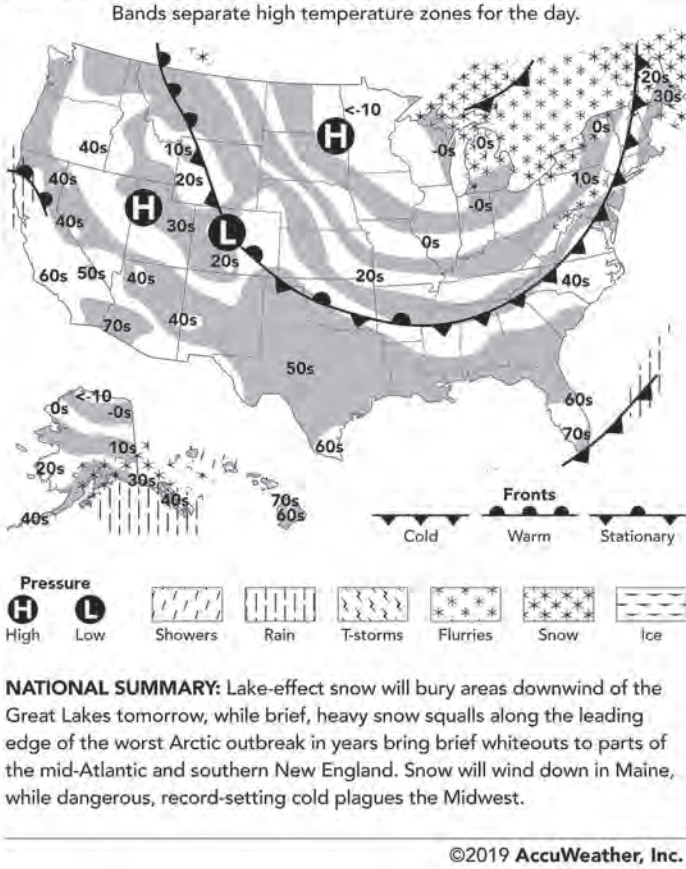 Bands separate high temperature zones for the day.
<-10
H
20s
30s
40s
10s
20s
-0s
0s
0s
10s
40s
40s
H
30s
L
20s
-0s
0s
60s
50s
40s
20s
40s
70s
40s
50s
60s
70s
60s
<-10
0s
-0s
10s
20s
30s
40s
40s
70s
60s
Fronts
Cold
Warm
Stationary
Pressure
H
L
High
Low
Showers
Rain
T-storms
Flurries
Snow
Ice
NATIONAL SUMMARY: Lake-effect snow will bury areas downwind of the
Great Lakes tomorrow, while brief, heavy snow squalls along the leading
edge of the worst Arctic outbreak in years bring brief whiteouts to parts of
the mid-Atlantic and southern New England. Snow will wind down in Maine,
while dangerous, record-setting cold plagues the Midwest.
©2019 AccuWeather, Inc.